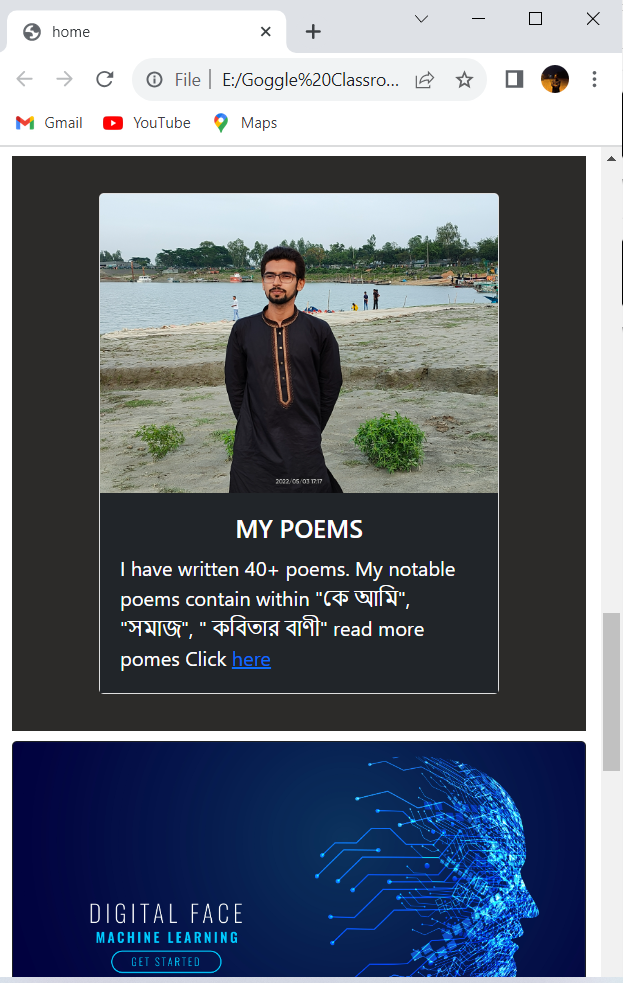 home
File
E:/Goggle%20Classro...
Gmail
YouTube
Maps
2022/05/03 17:17
MY POEMS
I have written 40+ poems. My notable
poems contain within "কে আমি",
"সমাজ", " কবিতার বাণী" read more
pomes Click here
DIGITAL FACE
MACHINE LEARNING
GET STARTED